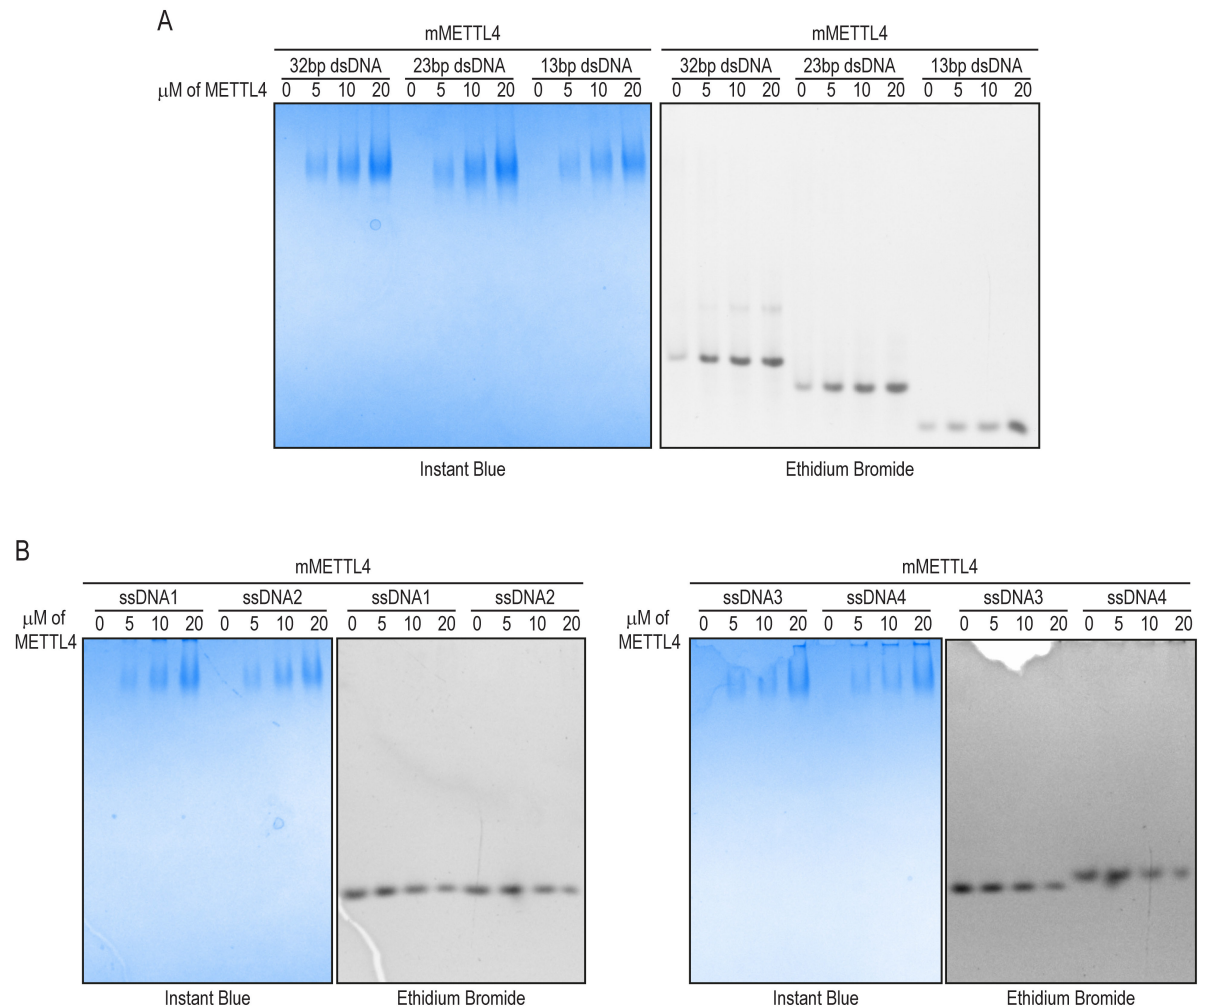 A
mMETTL4 mMETTL4
32bp dsDNA 23bp dsDNA 13bp dsDNA 32bp dsDNA 23bp dsDNA 13bp dsDNA
μM of METTL4 0 5 10 20 0 5 10 20 0 5 10 20 0 5 10 20 0 5 10 20 0 5 10 20
Instant Blue Ethidium Bromide
B
mMETTL4 mMETTL4
ssDNA1 ssDNA2 ssDNA1 ssDNA2 ssDNA3 ssDNA4 ssDNA3 ssDNA4
μM of METTL4 0 5 10 20 0 5 10 20 0 5 10 20 0 5 10 20 μM of METTL4 0 5 10 20 0 5 10 20 0 5 10 20 0 5 10 20
Instant Blue Ethidium Bromide Instant Blue Ethidium Bromide